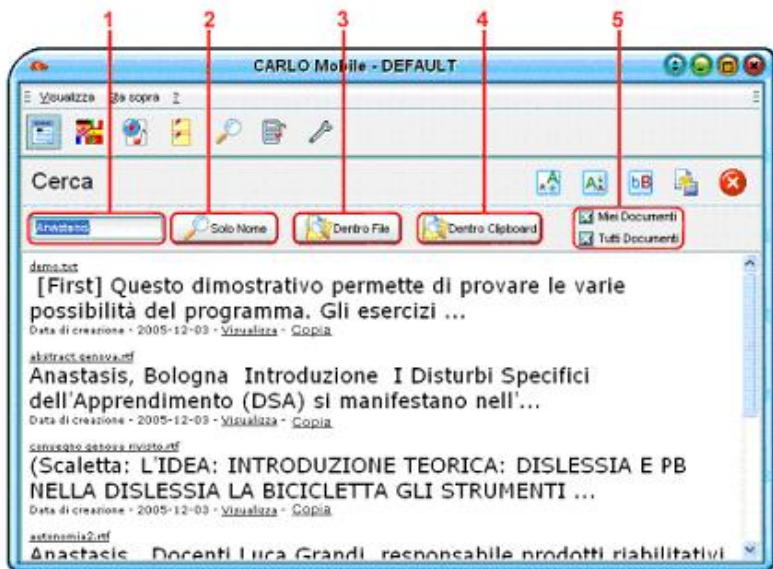 1 2 3 4 5
CARLO Mobile - DEFAULT
Visualizza Sta sopra ?
Cerca
Anastasis Solo Nome Dentro File Dentro Clipboard Miei Documenti
Tutti Documenti
demo.txt
[First] Questo dimostrativo permette di provare le varie
possibilità del programma. Gli esercizi ...
Data di creazione - 2005-12-03 - Visualizza - Copia
abstract genova.rtf
Anastasis, Bologna Introduzione I Disturbi Specifici
dell'Apprendimento (DSA) si manifestano nell'...
Data di creazione - 2005-12-03 - Visualizza - Copia
convegno genova rivisto.rtf
(Scaletta: L'IDEA: INTRODUZIONE TEORICA: DISLESSIA E PB
NELLA DISLESSIA LA BICICLETTA GLI STRUMENTI ...
Data di creazione - 2005-12-03 - Visualizza - Copia
autonomia2.rtf
Anastasis Docenti Luca Grandi, responsabile prodotti riabilitativi